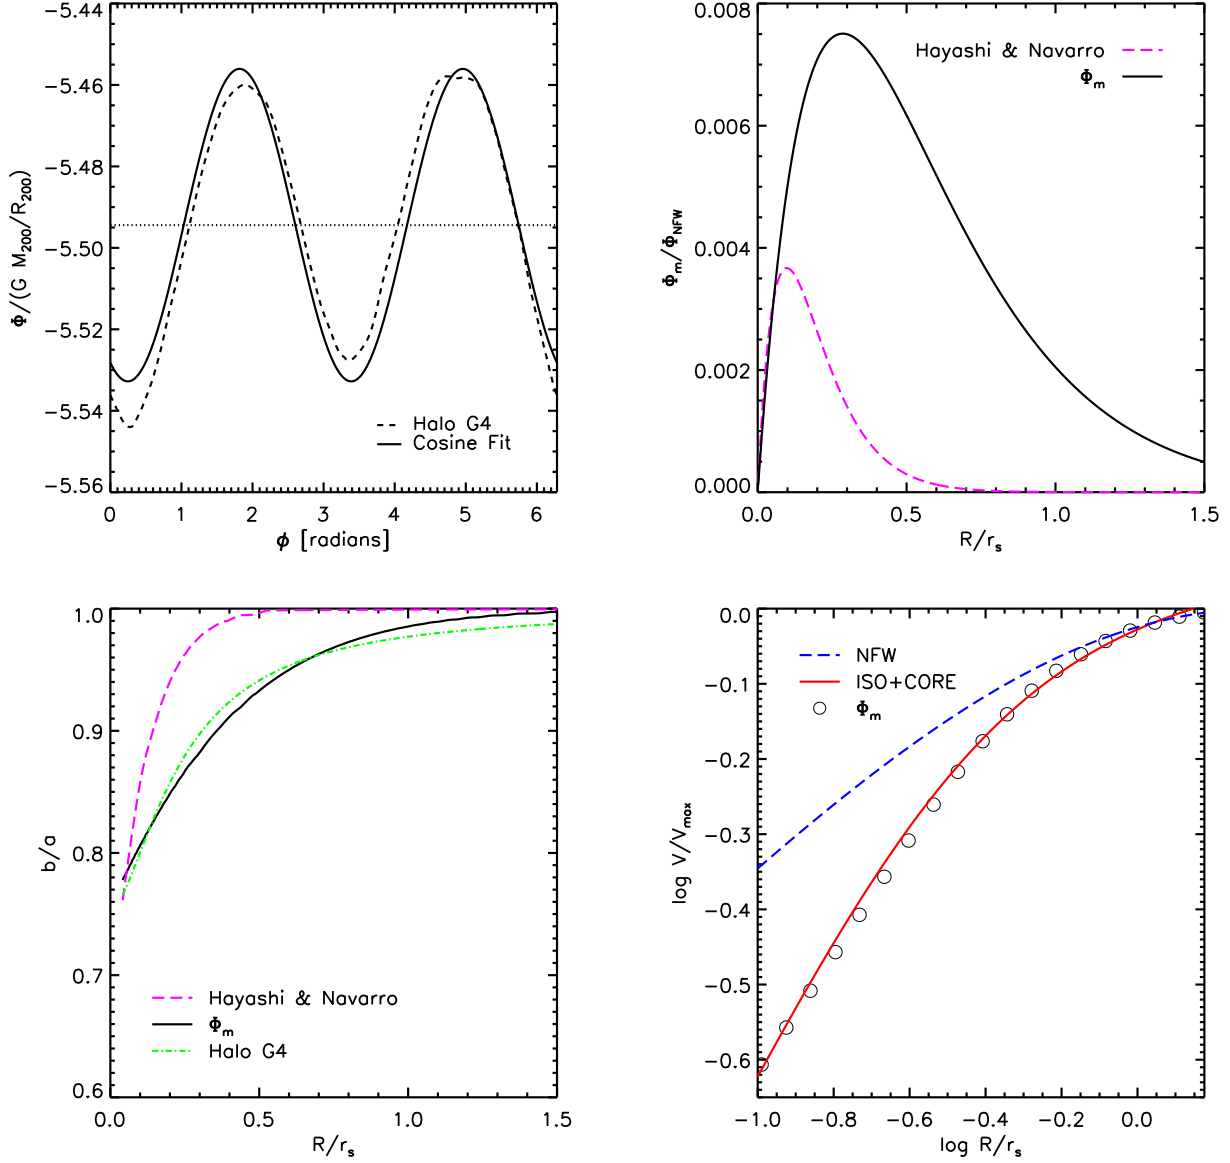 −5.44
−5.46
−5.48
−5.50
−5.52
−5.54
−5.56
Φ/(G M200/R200)
Halo G4
Cosine Fit
0 1 2 3 4 5 6
ϕ [radians]
0.008
0.006
0.004
0.002
0.000
Φm/ΦNFW
Hayashi & Navarro
Φm
0.0 0.5 1.0 1.5
R/rs
1.0
0.9
0.8
0.7
0.6
b/a
Hayashi & Navarro
Φm
Halo G4
0.0 0.5 1.0 1.5
R/rs
0.0
−0.1
−0.2
−0.3
−0.4
−0.5
−0.6
log V/Vmax
NFW
ISO+CORE
Φm
−1.0 −0.8 −0.6 −0.4 −0.2 0.0
log R/rs